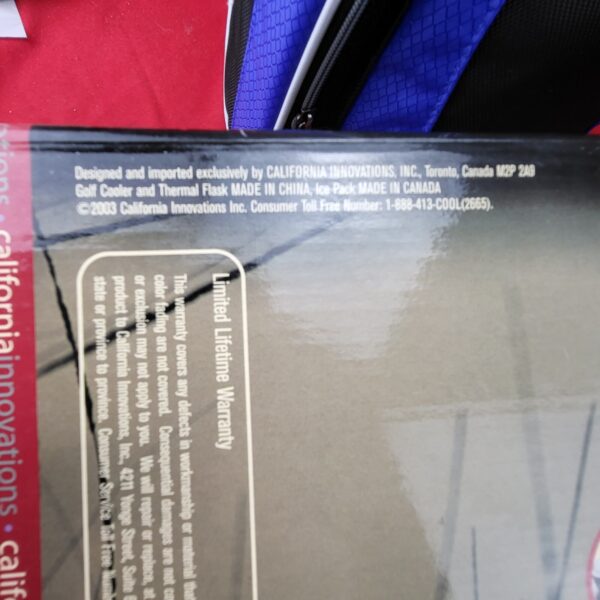 Designed and imported exclusively by CALIFORNIA INNOVATIONS, INC., Toronto, Canada M2P 2A9
Golf Cooler and Thermal Flask MADE IN CHINA, Ice Pack MADE IN CANADA
©2003 California Innovations Inc. Consumer Toll Free Number: 1-888-413-COOL(2665).
Limited Lifetime Warranty
This warranty covers any defects in workmanship or material
color fading are not covered. Consequential damages are not
or exclusion may not apply to you. We will repair or replace, at
product to California Innovations, Inc., 4211 Yonge Street, Suite
state or province to province. Consumer Service Toll Free
californiainnovations •